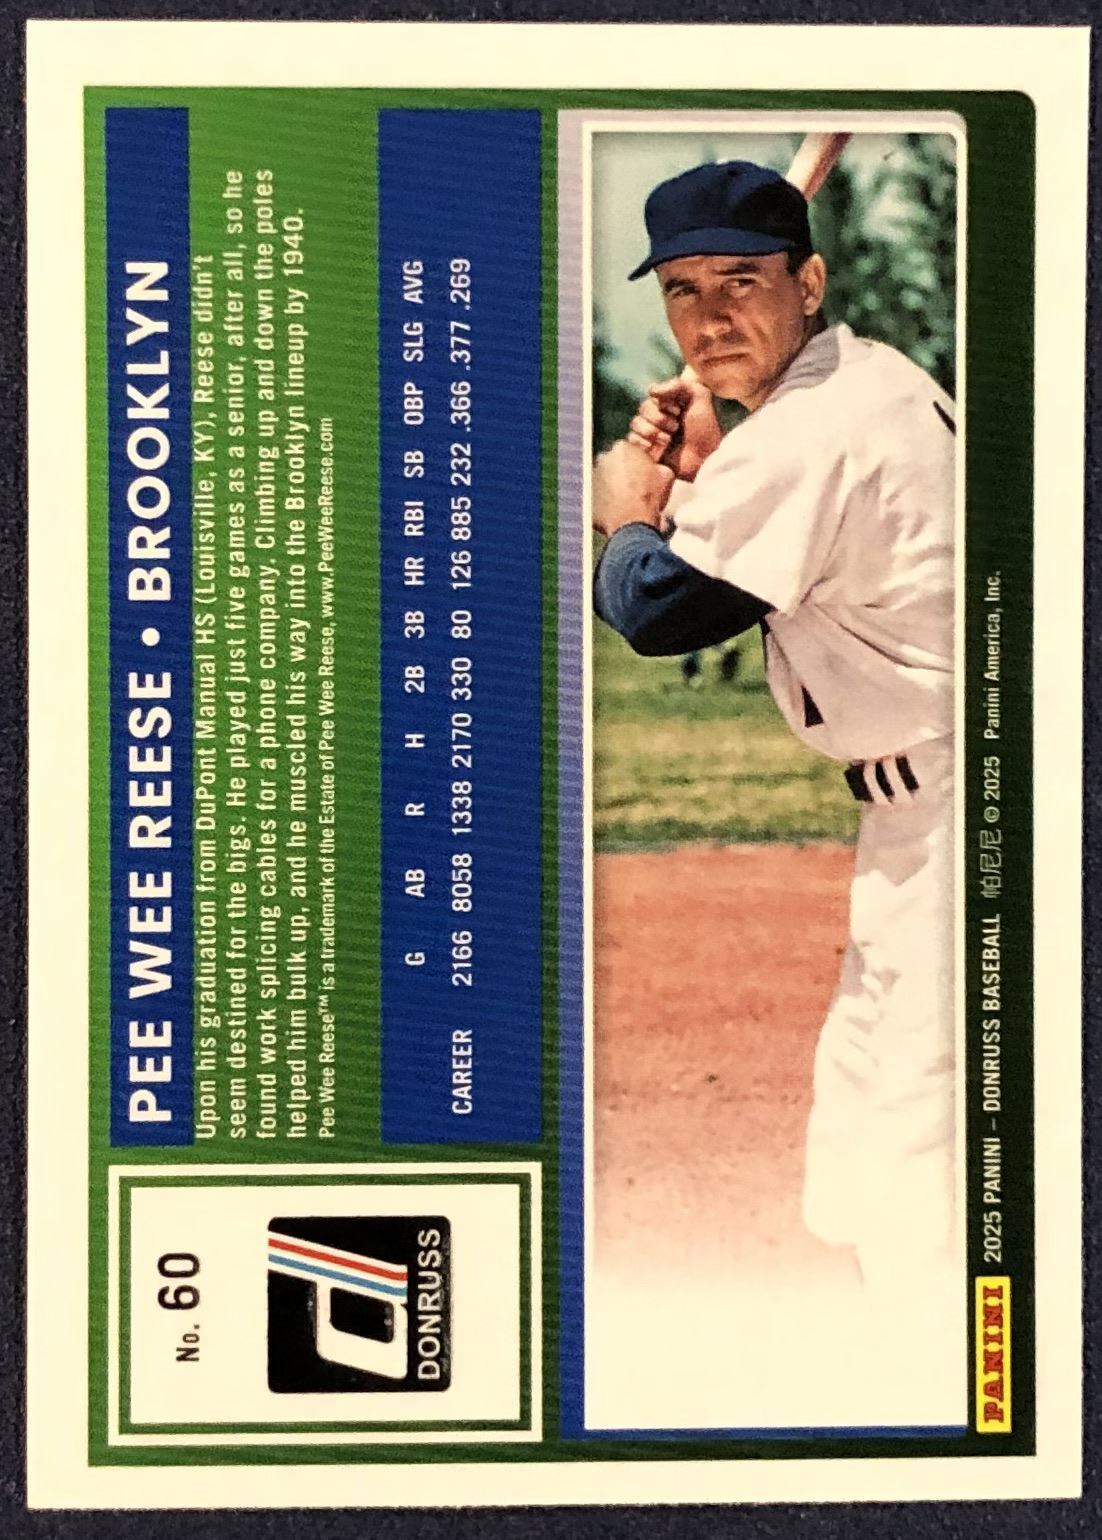 No. 60
DONRUSS
PEE WEE REESE • BROOKLYN
Upon his graduation from DuPont Manual HS (Louisville, KY), Reese didn't
seem destined for the bigs. He played just five games as a senior, after all, so he
found work splicing cables for a phone company. Climbing up and down the poles
helped him bulk up, and he muscled his way into the Brooklyn lineup by 1940.
Pee Wee Reese™ is a trademark of the Estate of Pee Wee Reese, www.PeeWeeReese.com
G AB R H 2B 3B HR RBI SB OBP SLG AVG
CAREER 2166 8058 1338 2170 330 80 126 885 232 .366 .377 .269
PANINI 2025 PANINI – DONRUSS BASEBALL 帕尼尼 © 2025 Panini America, Inc.